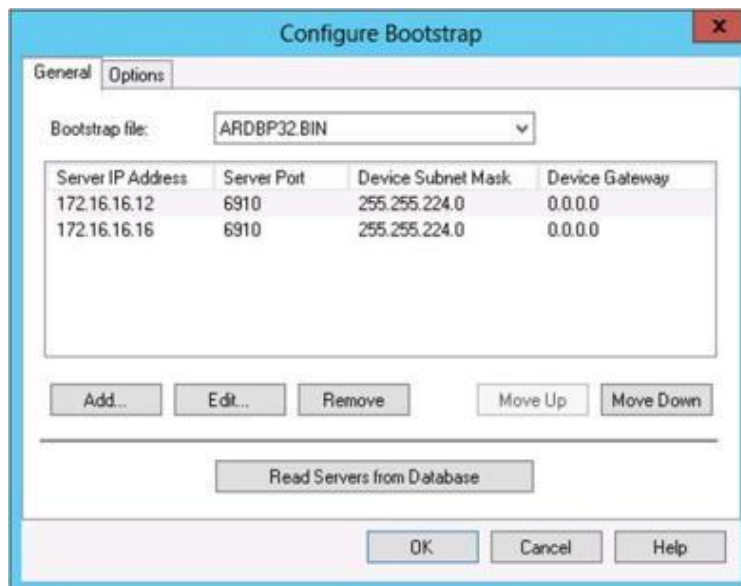 Configure Bootstrap
x
General Options
Bootstrap file: ARDBP32.BIN
Server IP Address Server Port Device Subnet Mask Device Gateway
172.16.16.12 6910 255.255.224.0 0.0.0.0
172.16.16.16 6910 255.255.224.0 0.0.0.0
Add... Edit... Remove Move Up Move Down
Read Servers from Database
OK Cancel Help